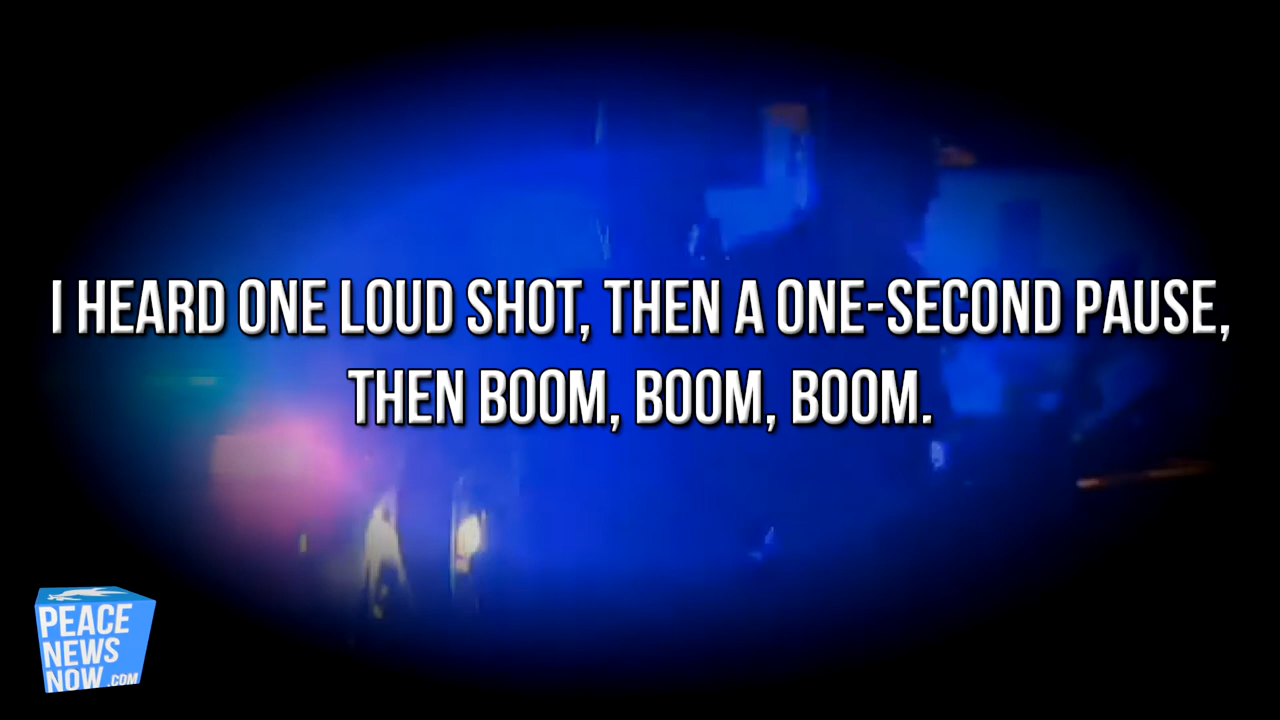 I HEARD ONE LOUD SHOT, THEN A ONE-SECOND PAUSE,
THEN BOOM, BOOM, BOOM.
PEACE
NEWS
NOW.COM